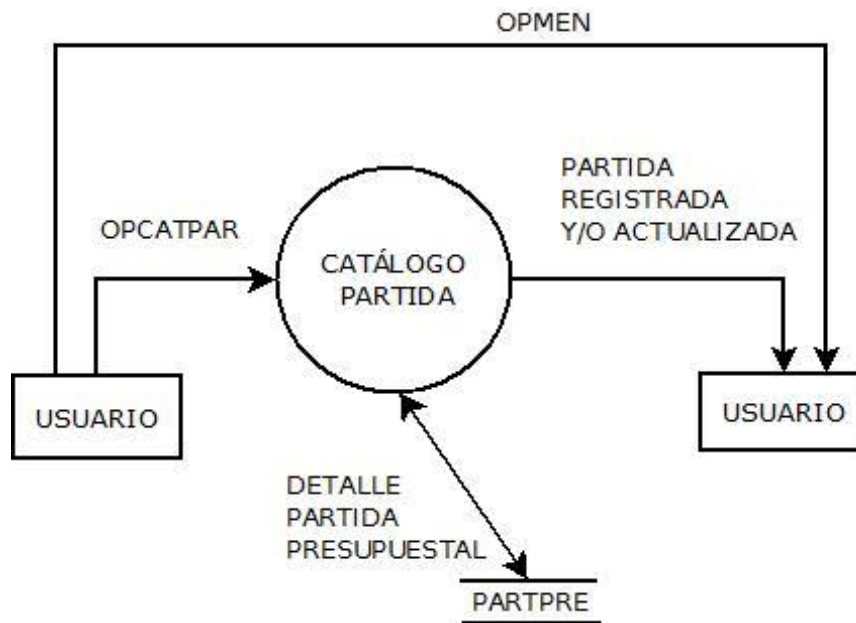 OPMEN
PARTIDA
REGISTRADA
Y/O ACTUALIZADA
OPCATPAR
CATÁLOGO
PARTIDA
USUARIO
USUARIO
DETALLE
PARTIDA
PRESUPUESTAL
PARTPRE